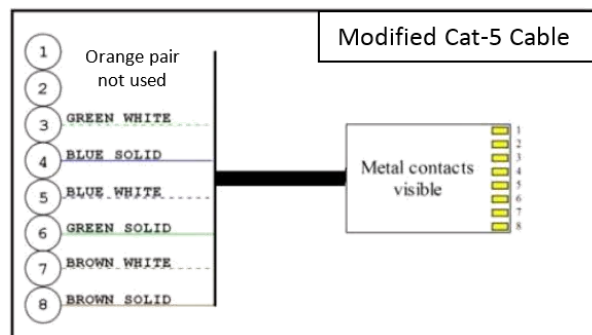 Modified Cat-5 Cable
Orange pair
not used
1
2
3 GREEN WHITE
4 BLUE SOLID
5 BLUE WHITE
6 GREEN SOLID
7 BROWN WHITE
8 BROWN SOLID
Metal contacts
visible
1
2
3
4
5
6
7
8